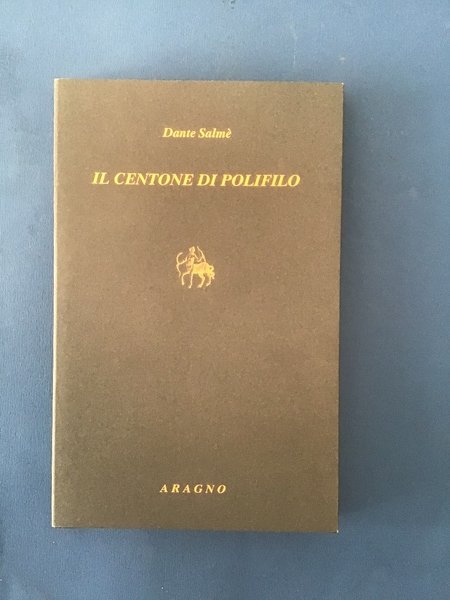 Dante Salmè
IL CENTONE DI POLIFILO
ARAGNO